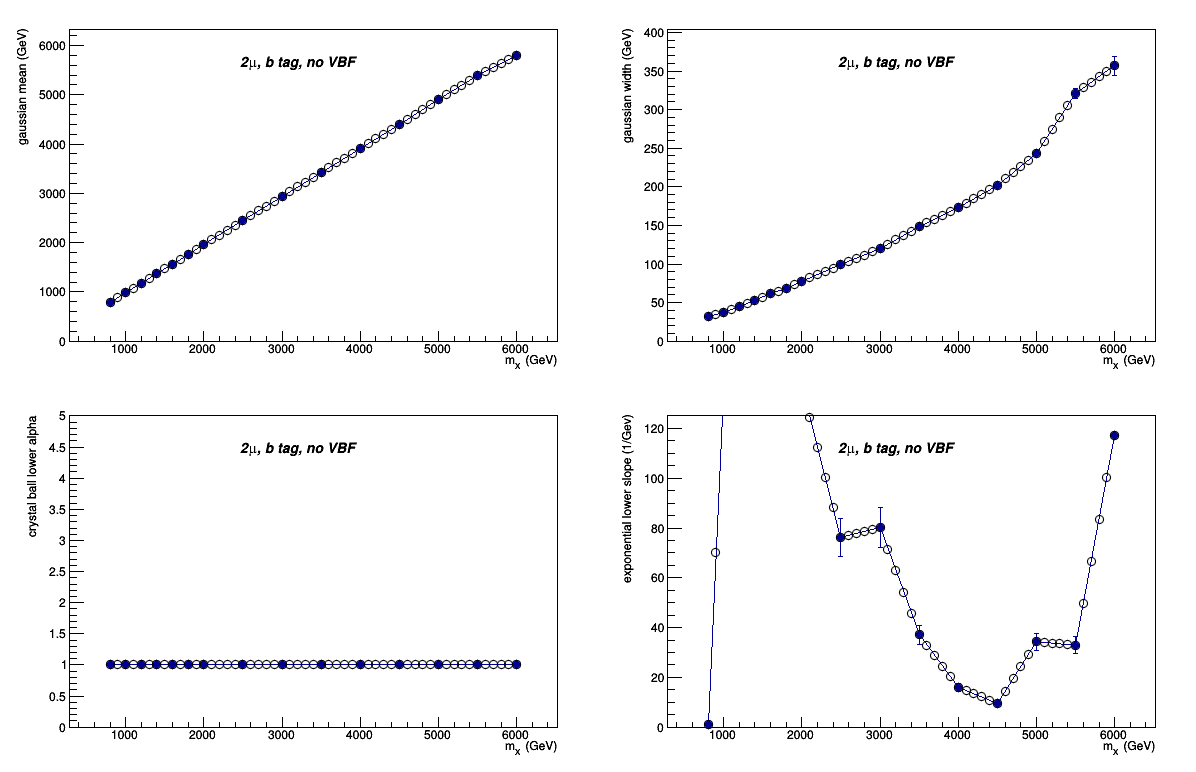 gaussian mean (GeV)
2μ, b tag, no VBF
6000
5000
4000
3000
2000
1000
0
1000 2000 3000 4000 5000 6000
m_X (GeV)
gaussian width (GeV)
2μ, b tag, no VBF
400
350
300
250
200
150
100
50
0
1000 2000 3000 4000 5000 6000
m_X (GeV)
crystal ball lower alpha
2μ, b tag, no VBF
5
4.5
4
3.5
3
2.5
2
1.5
1
0.5
0
1000 2000 3000 4000 5000 6000
m_X (GeV)
exponential lower slope (1/Gev)
2μ, b tag, no VBF
120
100
80
60
40
20
0
1000 2000 3000 4000 5000 6000
m_X (GeV)